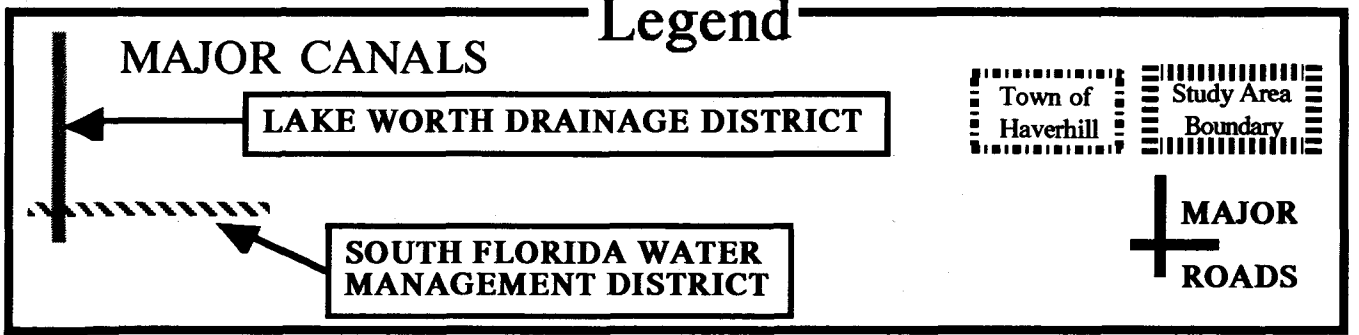 Legend
MAJOR CANALS
LAKE WORTH DRAINAGE DISTRICT
SOUTH FLORIDA WATER
MANAGEMENT DISTRICT
Town of
Haverhill
Study Area
Boundary
MAJOR
ROADS